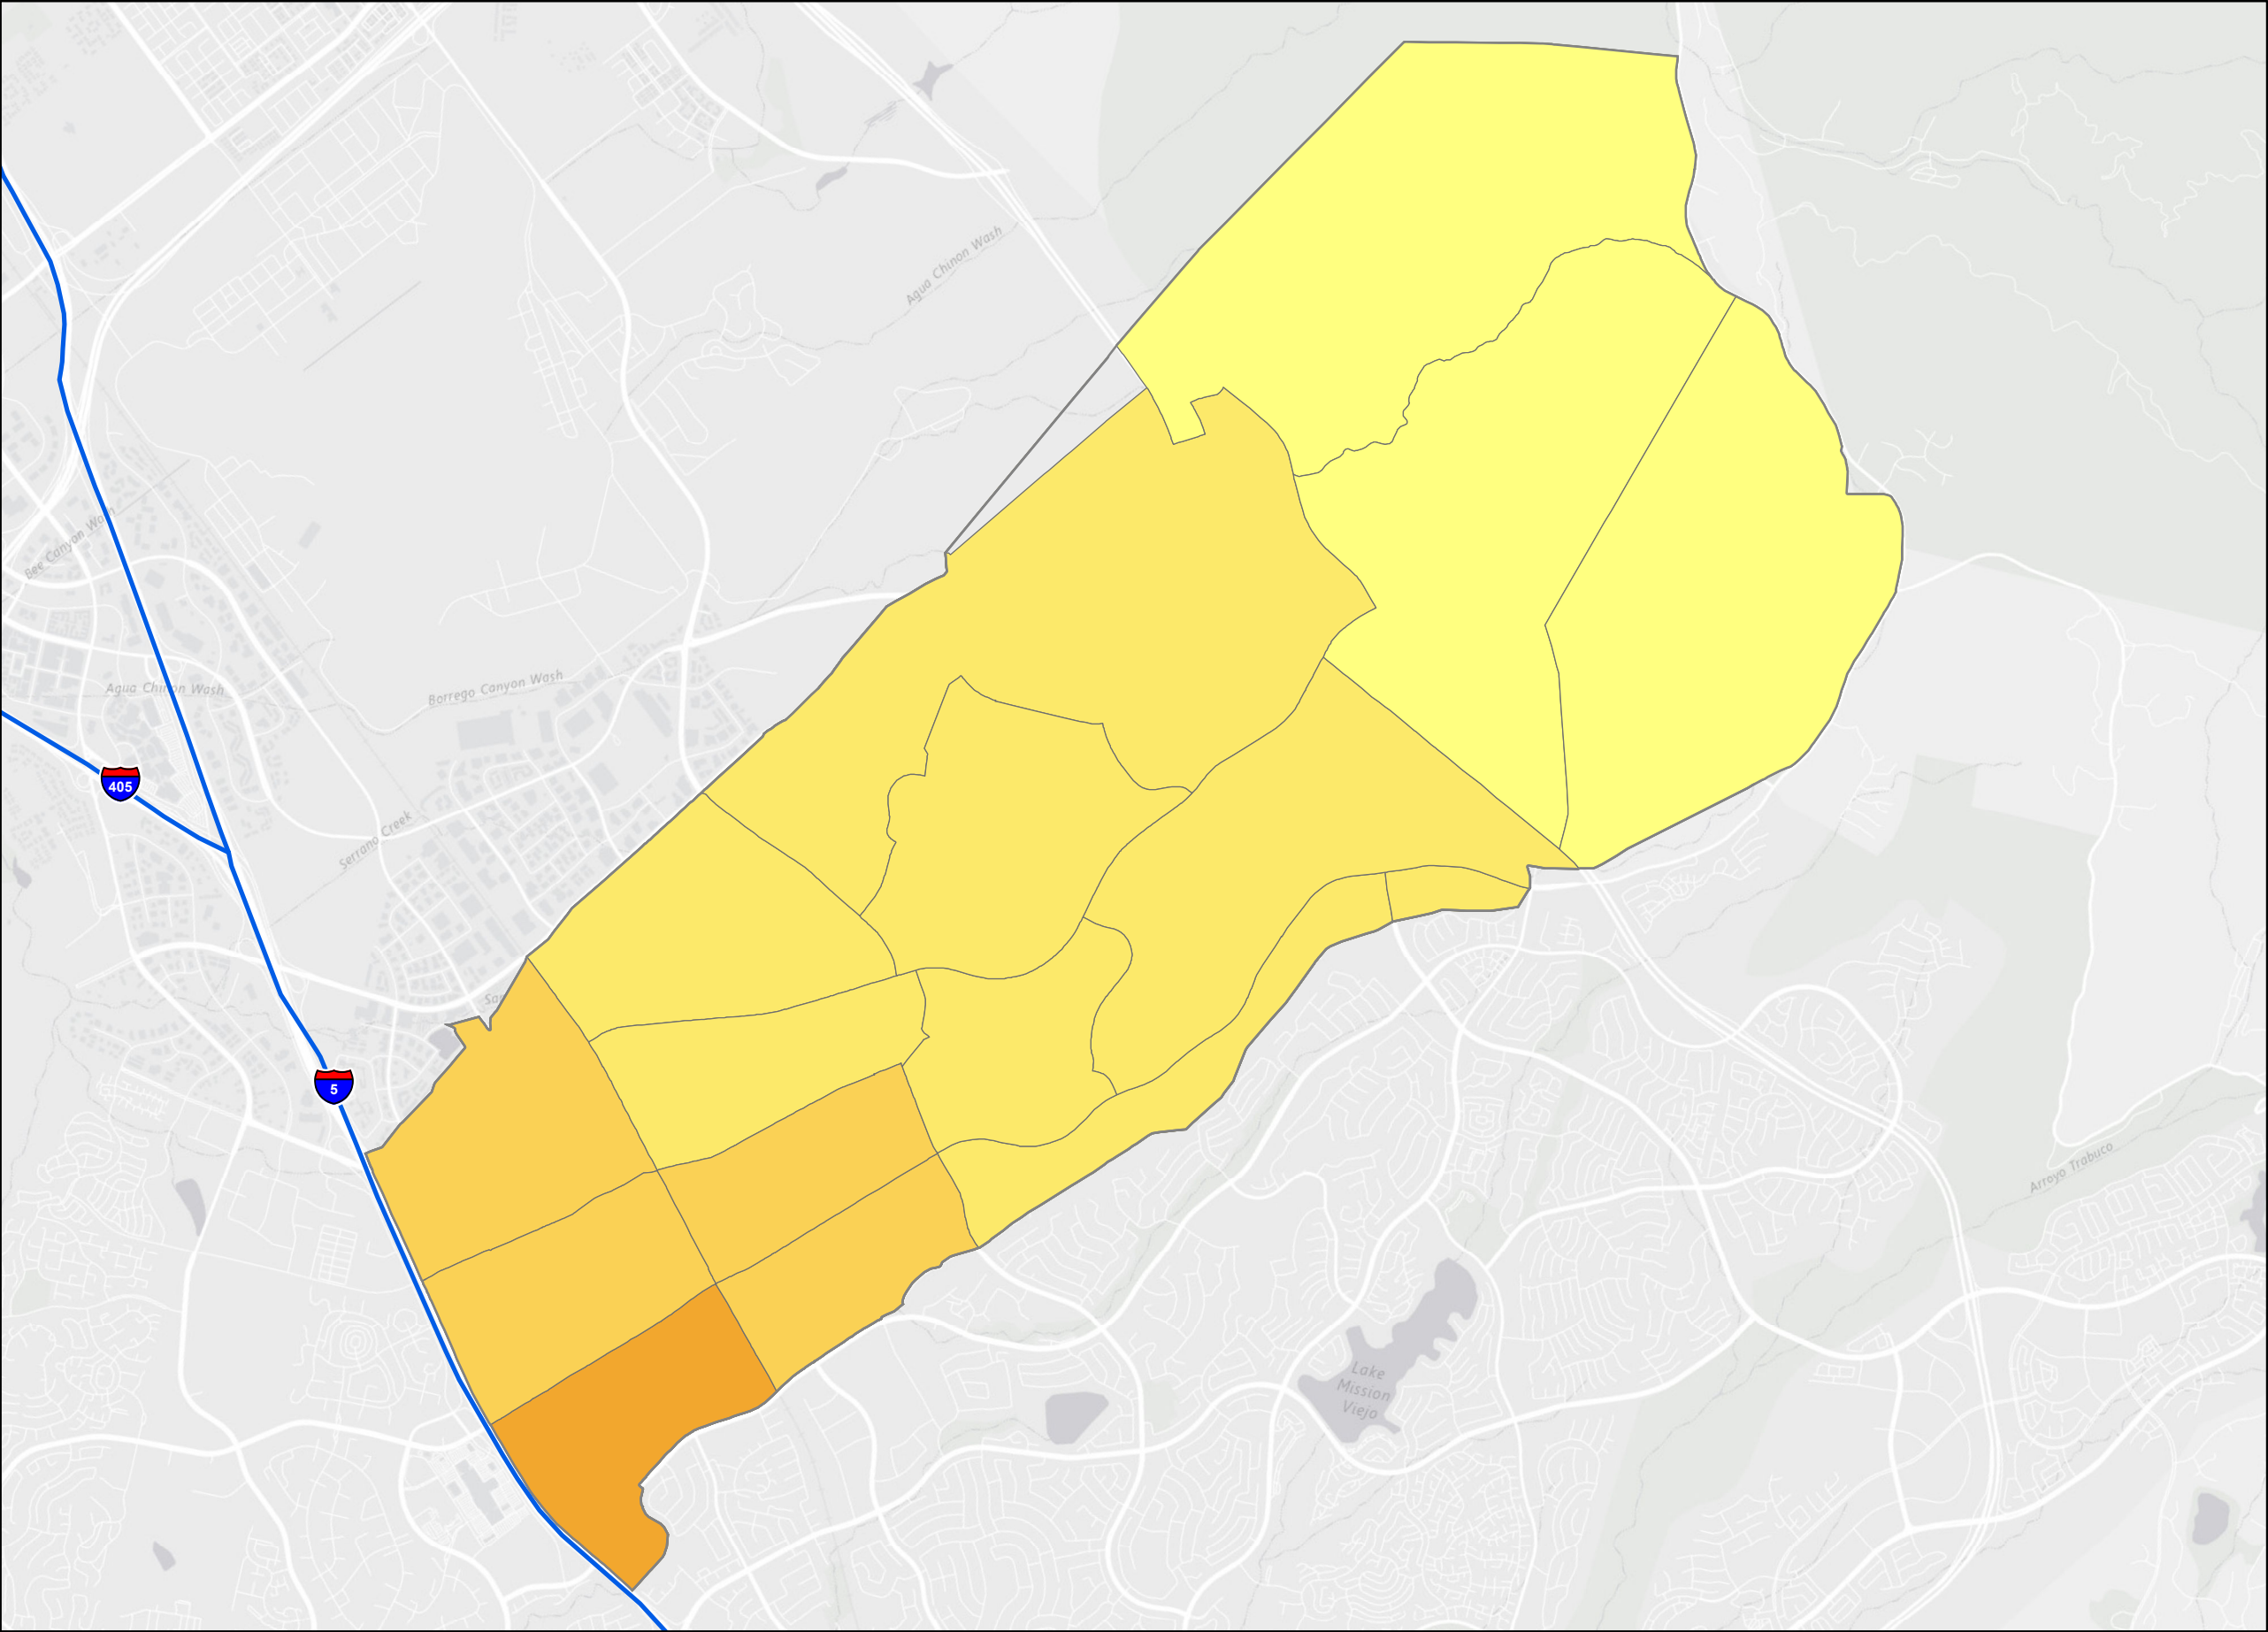 Agua Chinon Wash
Bee Canyon Wash
Agua Chinon Wash
Borrego Canyon Wash
405
Serrano Creek
5
Arroyo Trabuco
Lake
Mission
Viejo